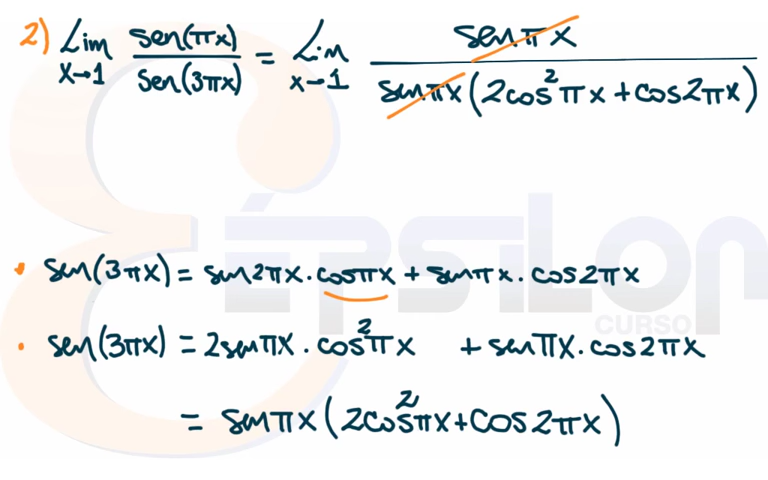 2) Lim x→1 sen(πx) / sen(3πx) = Lim x→1 senπx / senπx(2cos²πx + cos2πx)
ÉPSILON
CURSO
• sen(3πx) = sen2πx · cosπx + senπx · cos2πx
• sen(3πx) = 2senπx · cos²πx + senπx · cos2πx
= senπx(2cos²πx + cos2πx)